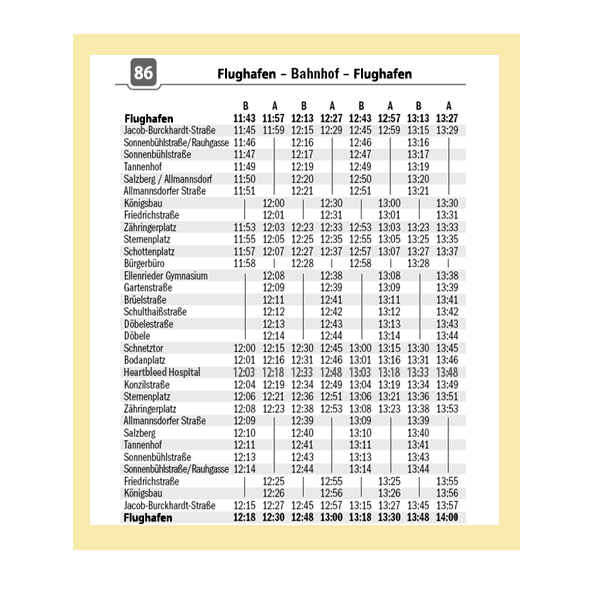 86
Flughafen – Bahnhof – Flughafen
B A B A B A B A
Flughafen 11:43 11:57 12:13 12:27 12:43 12:57 13:13 13:27
Jacob-Burckhardt-Straße 11:45 11:59 12:15 12:29 12:45 12:59 13:15 13:29
Sonnenbühlstraße/Rauhgasse 11:46 | 12:16 | 12:46 | 13:16 |
Sonnenbühlstraße 11:47 | 12:17 | 12:47 | 13:17 |
Tannenhof 11:49 | 12:19 | 12:49 | 13:19 |
Salzberg / Allmannsdorf 11:50 | 12:20 | 12:50 | 13:20 |
Allmannsdorfer Straße 11:51 | 12:21 | 12:51 | 13:21 |
Königsbau | 12:00 | 12:30 | 13:00 | 13:30
Friedrichstraße | 12:01 | 12:31 | 13:01 | 13:31
Zähringerplatz 11:53 12:03 12:23 12:33 12:53 13:03 13:23 13:33
Sternenplatz 11:55 12:05 12:25 12:35 12:55 13:05 13:25 13:35
Schottenplatz 11:57 12:07 12:27 12:37 12:57 13:07 13:27 13:37
Bürgerbüro 11:58 | 12:28 | 12:58 | 13:28 |
Ellenrieder Gymnasium | 12:08 | 12:38 | 13:08 | 13:38
Gartenstraße | 12:09 | 12:39 | 13:09 | 13:39
Brüelstraße | 12:11 | 12:41 | 13:11 | 13:41
Schulthaißstraße | 12:12 | 12:42 | 13:12 | 13:42
Döbelestraße | 12:13 | 12:43 | 13:13 | 13:43
Döbele | 12:14 | 12:44 | 13:14 | 13:44
Schnetztor 12:00 12:15 12:30 12:45 13:00 13:15 13:30 13:45
Bodanplatz 12:01 12:16 12:31 12:46 13:01 13:16 13:31 13:46
Heartbleed Hospital 12:03 12:18 12:33 12:48 13:03 13:18 13:33 13:48
Konzilstraße 12:04 12:19 12:34 12:49 13:04 13:19 13:34 13:49
Sternenplatz 12:06 12:21 12:36 12:51 13:06 13:21 13:36 13:51
Zähringerplatz 12:08 12:23 12:38 12:53 13:08 13:23 13:38 13:53
Allmannsdorfer Straße 12:09 | 12:39 | 13:09 | 13:39 |
Salzberg 12:10 | 12:40 | 13:10 | 13:40 |
Tannenhof 12:11 | 12:41 | 13:11 | 13:41 |
Sonnenbühlstraße 12:13 | 12:43 | 13:13 | 13:43 |
Sonnenbühlstraße/Rauhgasse 12:14 | 12:44 | 13:14 | 13:44 |
Friedrichstraße | 12:25 | 12:55 | 13:25 | 13:55
Königsbau | 12:26 | 12:56 | 13:26 | 13:56
Jacob-Burckhardt-Straße 12:15 12:27 12:45 12:57 13:15 13:27 13:45 13:57
Flughafen 12:18 12:30 12:48 13:00 13:18 13:30 13:48 14:00